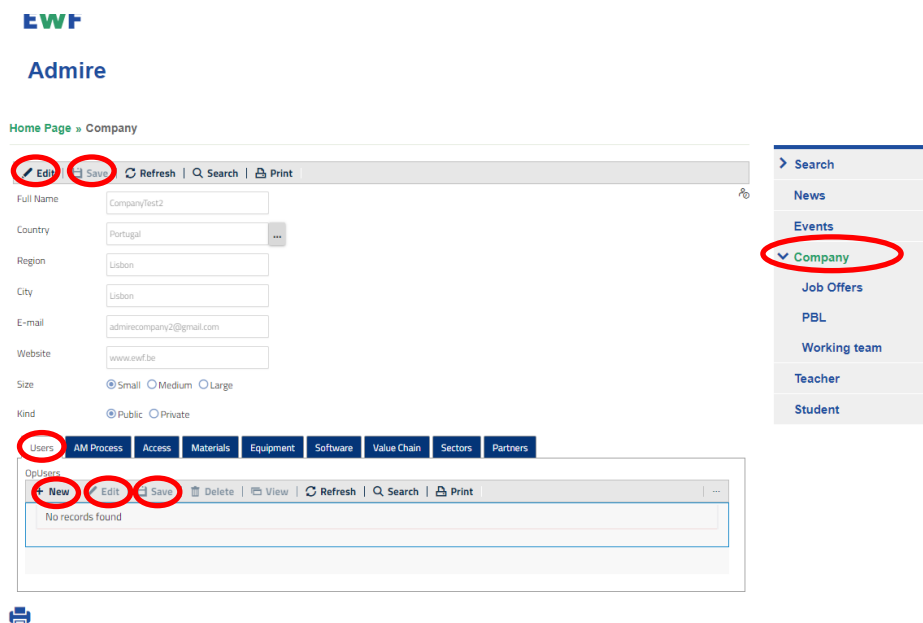 EWF
Admire
Home Page » Company
Edit | Save | Refresh | Search | Print
Full Name CompanyTest2
Country Portugal ...
Region Lisbon
City Lisbon
E-mail admirecompany2@gmail.com
Website www.ewf.be
Size Small Medium Large
Kind Public Private
Users AM Process Access Materials Equipment Software Value Chain Sectors Partners
OpUsers
+ New | Edit | Save | Delete | View | Refresh | Search | Print | ...
No records found
Search
News
Events
Company
Job Offers
PBL
Working team
Teacher
Student